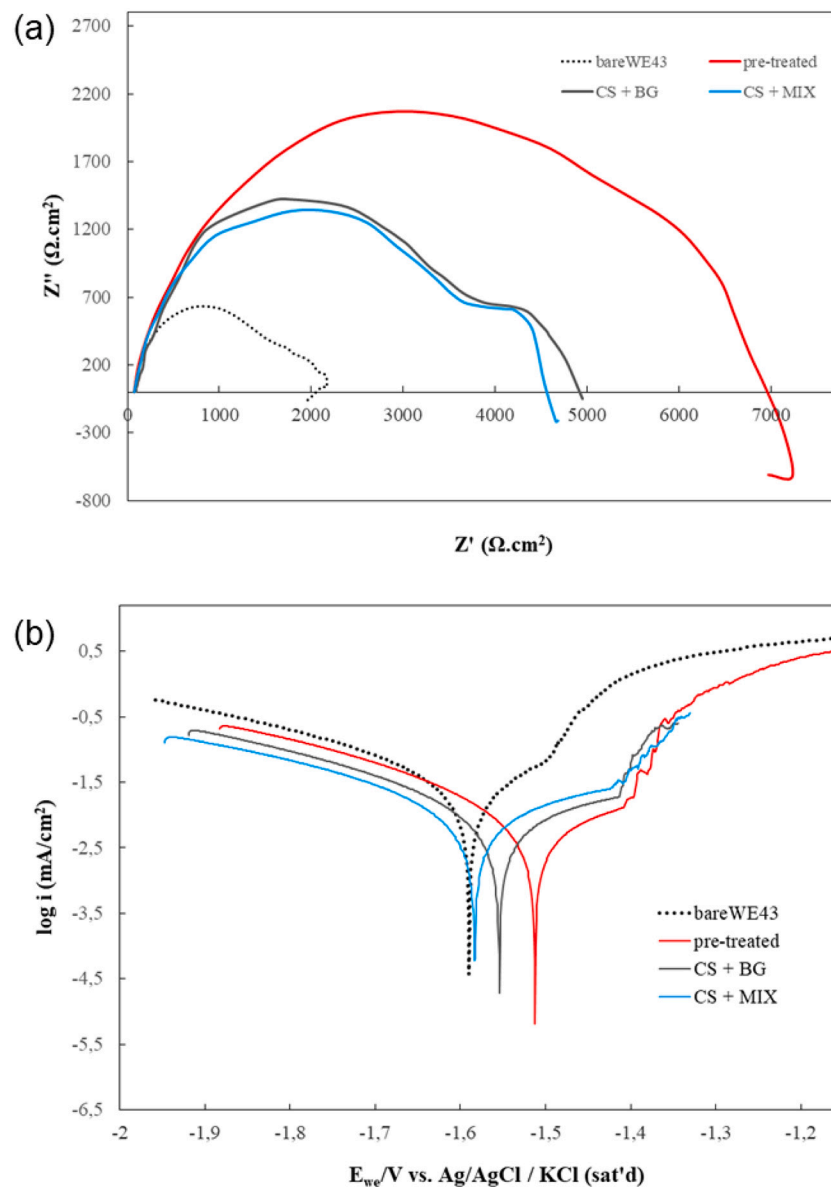 (a)
2700
2200
1700
1200
700
200
-300
-800
Z'' (Ω.cm²)
bareWE43 pre-treated
CS + BG CS + MIX
0 1000 2000 3000 4000 5000 6000 7000
Z' (Ω.cm²)
(b)
0,5
-0,5
-1,5
-2,5
-3,5
-4,5
-5,5
-6,5
log i (mA/cm²)
bareWE43
pre-treated
CS + BG
CS + MIX
-2 -1,9 -1,8 -1,7 -1,6 -1,5 -1,4 -1,3 -1,2
E_we/V vs. Ag/AgCl / KCl (sat'd)